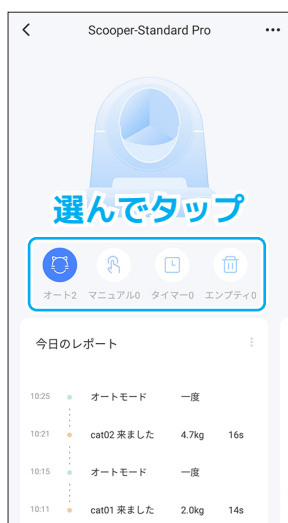 Scooper-Standard Pro
選んでタップ
オート2 マニュアル0 タイマー0 エンプティ0
今日のレポート
10:25 オートモード 一度
10:21 cat02 来ました 4.7kg 16s
10:15 オートモード 一度
10:11 cat01 来ました 2.0kg 14s